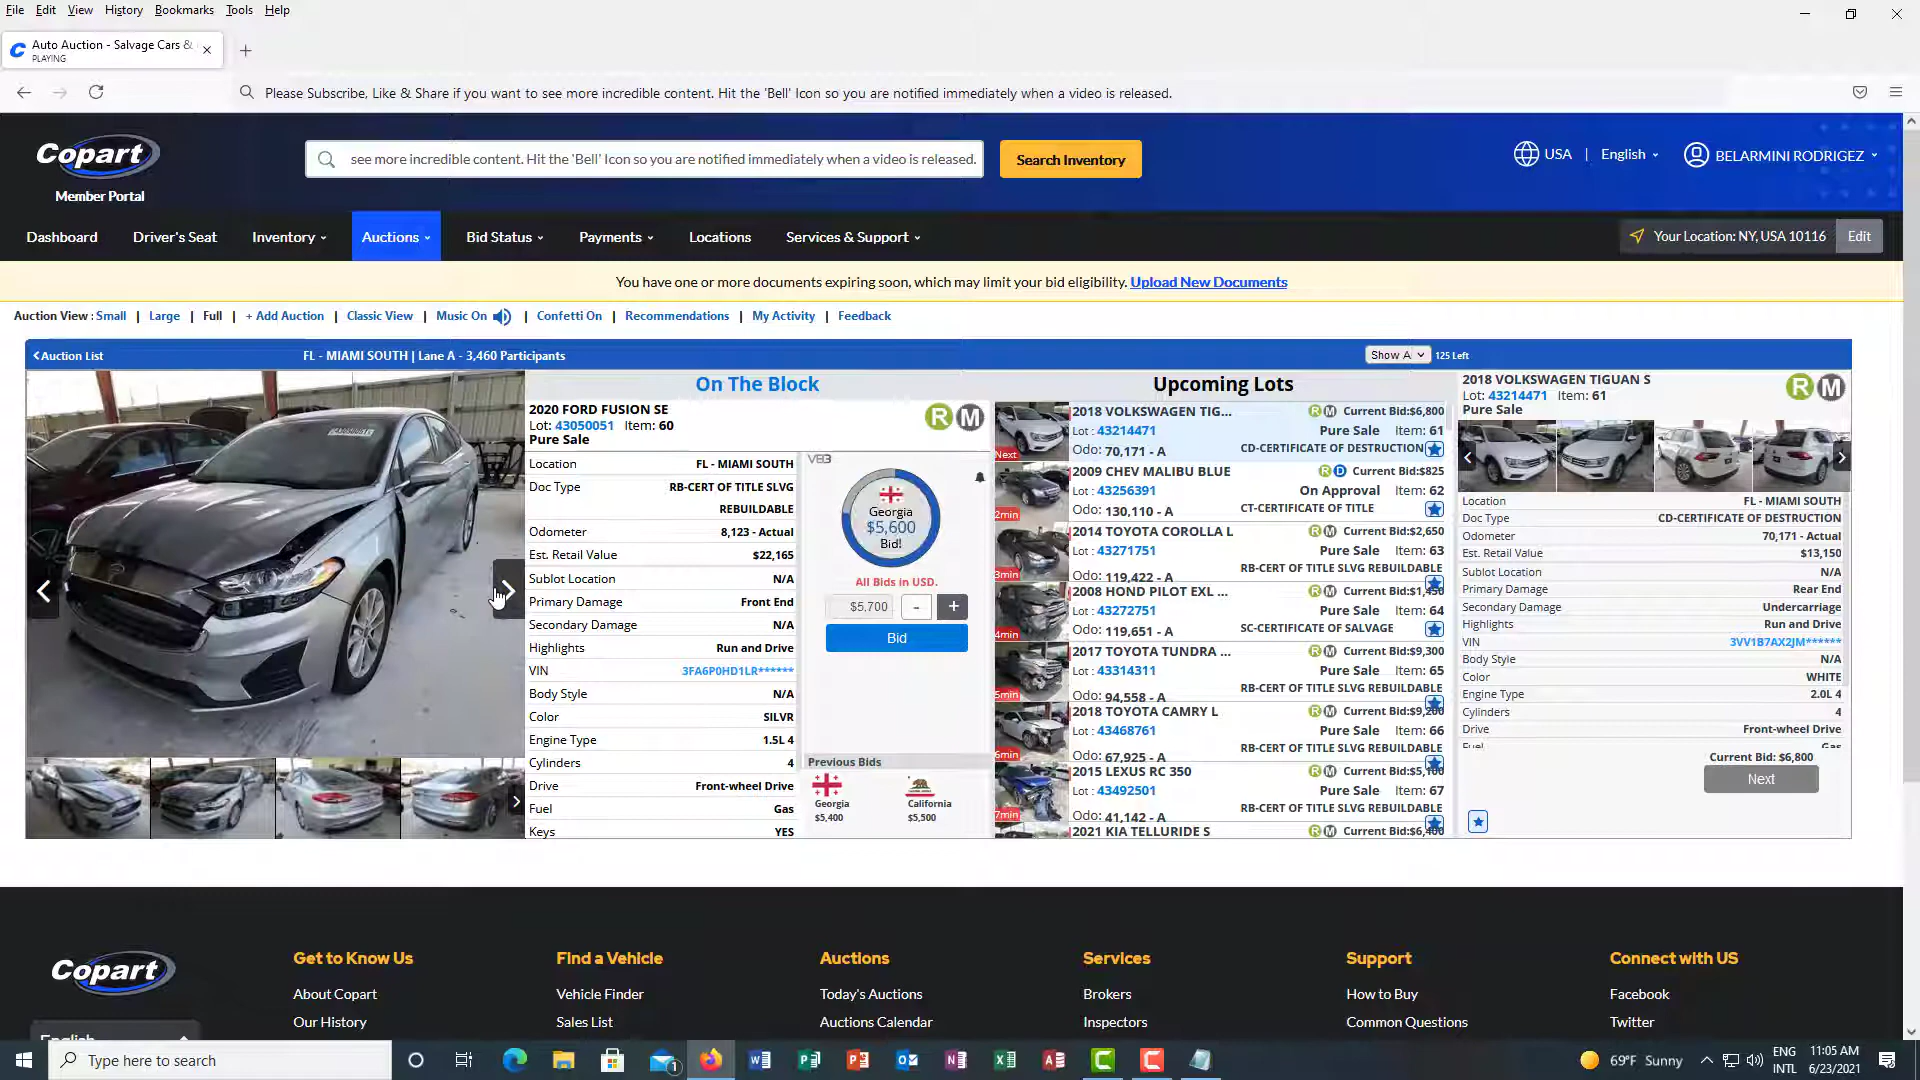 File Edit View History Bookmarks Tools Help
Auto Auction - Salvage Cars &
PLAYING
Please Subscribe, Like & Share if you want to see more incredible content. Hit the 'Bell' Icon so you are notified immediately when a video is released.
Copart
Member Portal
see more incredible content. Hit the 'Bell' Icon so you are notified immediately when a video is released.
Search Inventory
USA | English
BELARMINI RODRIGEZ
Dashboard Driver's Seat Inventory Auctions Bid Status Payments Locations Services & Support
Your Location: NY, USA 10116 Edit
You have one or more documents expiring soon, which may limit your bid eligibility. Upload New Documents
Auction View : Small | Large | Full | + Add Auction | Classic View | Music On | Confetti On | Recommendations | My Activity | Feedback
Auction List
FL - MIAMI SOUTH | Lane A - 3,460 Participants
Show A 125 Left
On The Block
2020 FORD FUSION SE
Lot: 43050051 Item: 60
Pure Sale
R M
Location FL - MIAMI SOUTH
Doc Type RB-CERT OF TITLE SLVG
REBUILDABLE
Odometer 8,123 - Actual
Est. Retail Value $22,165
Sublot Location N/A
Primary Damage Front End
Secondary Damage N/A
Highlights Run and Drive
VIN 3FA6P0HD1LR******
Body Style N/A
Color SILVR
Engine Type 1.5L 4
Cylinders 4
Drive Front-wheel Drive
Fuel Gas
Keys YES
VB3
Georgia
$5,600
Bid!
All Bids in USD.
$5,700 - +
Bid
Previous Bids
Georgia
$5,400
California
$5,500
Upcoming Lots
2018 VOLKSWAGEN TIG... R M Current Bid:$6,800
Lot : 43214471 Pure Sale Item: 61
Next Odo: 70,171 - A CD-CERTIFICATE OF DESTRUCTION
2009 CHEV MALIBU BLUE R D Current Bid:$825
Lot : 43256391 On Approval Item: 62
2min Odo: 130,110 - A CT-CERTIFICATE OF TITLE
2014 TOYOTA COROLLA L R M Current Bid:$2,650
Lot : 43271751 Pure Sale Item: 63
RB-CERT OF TITLE SLVG REBUILDABLE
3min Odo: 119,422 - A
2008 HOND PILOT EXL ... R M Current Bid:$1,450
Lot : 43272751 Pure Sale Item: 64
4min Odo: 119,651 - A SC-CERTIFICATE OF SALVAGE
2017 TOYOTA TUNDRA ... R M Current Bid:$9,300
Lot : 43314311 Pure Sale Item: 65
RB-CERT OF TITLE SLVG REBUILDABLE
5min Odo: 94,558 - A
2018 TOYOTA CAMRY L R M Current Bid:$9,200
Lot : 43468761 Pure Sale Item: 66
RB-CERT OF TITLE SLVG REBUILDABLE
6min Odo: 67,925 - A
2015 LEXUS RC 350 R M Current Bid:$5,100
Lot : 43492501 Pure Sale Item: 67
RB-CERT OF TITLE SLVG REBUILDABLE
7min Odo: 41,142 - A
2021 KIA TELLURIDE S R M Current Bid:$6,400
2018 VOLKSWAGEN TIGUAN S
Lot: 43214471 Item: 61
Pure Sale
R M
Location FL - MIAMI SOUTH
Doc Type CD-CERTIFICATE OF DESTRUCTION
Odometer 70,171 - Actual
Est. Retail Value $13,150
Sublot Location N/A
Primary Damage Rear End
Secondary Damage Undercarriage
Highlights Run and Drive
VIN 3VV1B7AX2JM******
Body Style N/A
Color WHITE
Engine Type 2.0L 4
Cylinders 4
Drive Front-wheel Drive
Fuel Gas
Current Bid: $6,800
Next
Copart
English
Get to Know Us
About Copart
Our History
Find a Vehicle
Vehicle Finder
Sales List
Auctions
Today's Auctions
Auctions Calendar
Services
Brokers
Inspectors
Support
How to Buy
Common Questions
Connect with US
Facebook
Twitter
Type here to search
69°F Sunny
ENG
INTL
11:05 AM
6/23/2021